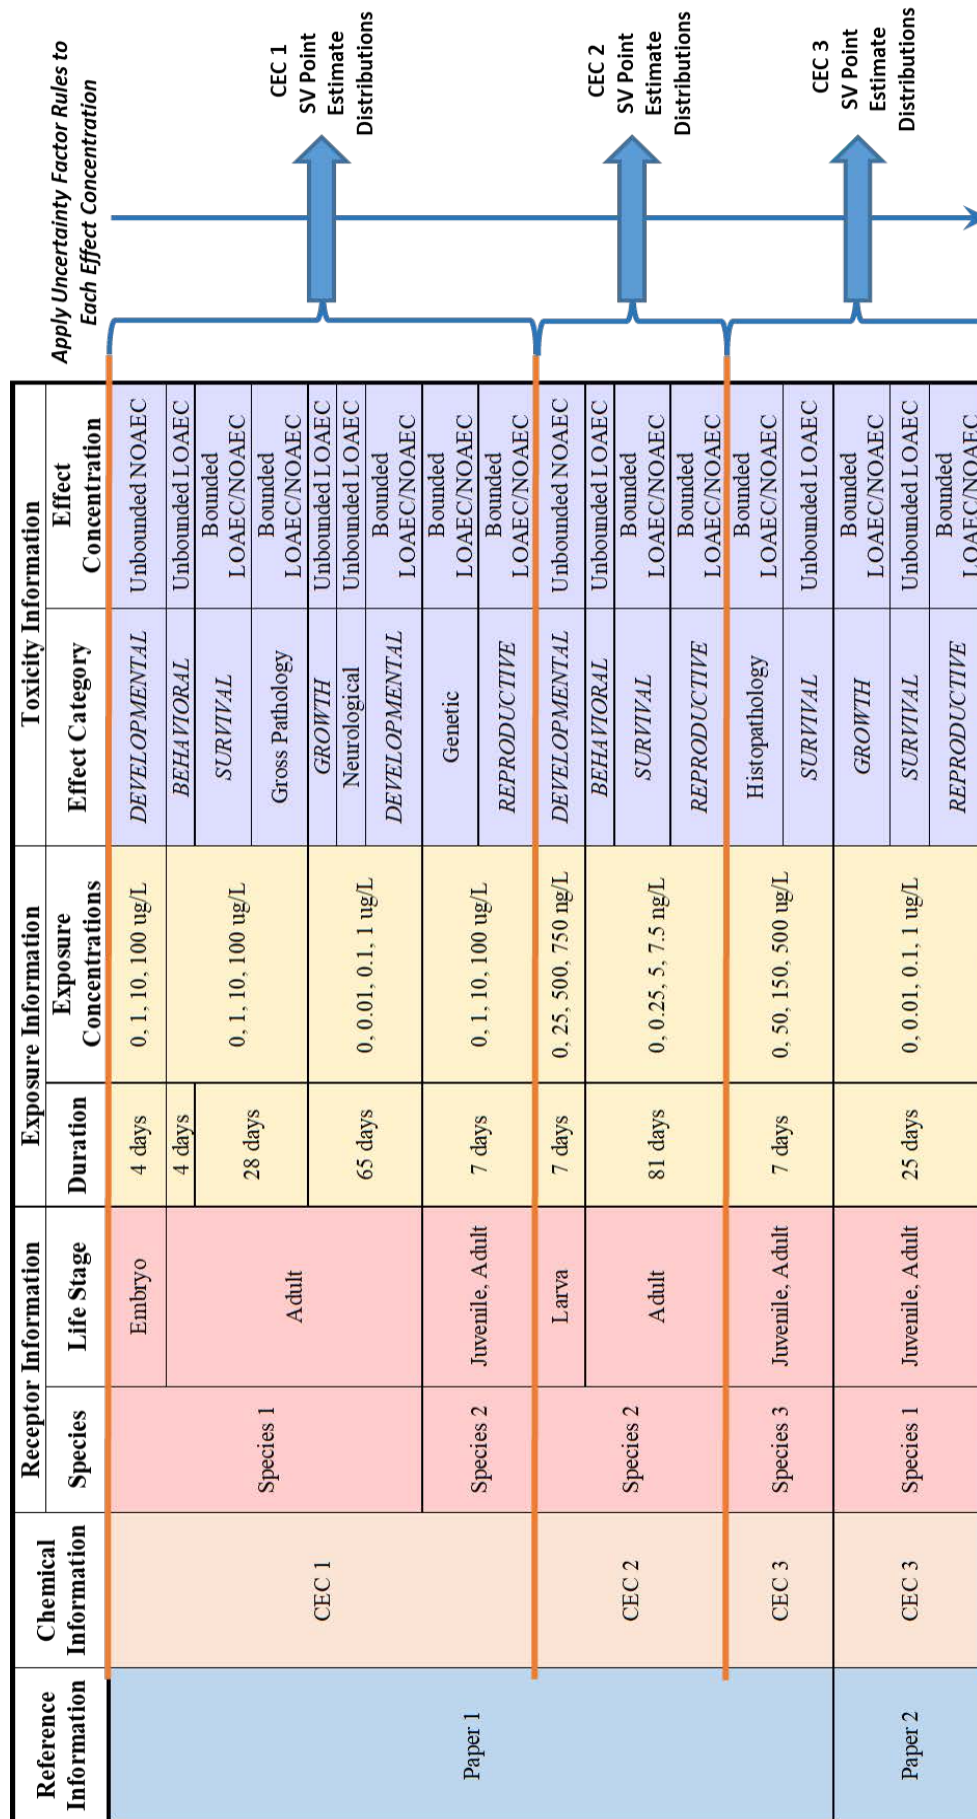 Reference
Information
Chemical
Information
Receptor Information
Species
Life Stage
Exposure Information
Duration
Exposure
Concentrations
Toxicity Information
Effect Category
Effect
Concentration
Apply Uncertainty Factor Rules to
Each Effect Concentration
Paper 1
CEC 1
Species 1
Embryo
4 days
0, 1, 10, 100 ug/L
DEVELOPMENTAL
Unbounded NOAEC
Adult
4 days
0, 1, 10, 100 ug/L
BEHAVIORAL
Unbounded LOAEC
28 days
SURVIVAL
Bounded
LOAEC/NOAEC
Gross Pathology
Bounded
LOAEC/NOAEC
65 days
0, 0.01, 0.1, 1 ug/L
GROWTH
Unbounded LOAEC
Neurological
Unbounded LOAEC
DEVELOPMENTAL
Bounded
LOAEC/NOAEC
Species 2
Juvenile, Adult
7 days
0, 1, 10, 100 ug/L
Genetic
Bounded
LOAEC/NOAEC
REPRODUCTIVE
Bounded
LOAEC/NOAEC
CEC 1
SV Point
Estimate
Distributions
CEC 2
Species 2
Larva
7 days
0, 25, 500, 750 ng/L
DEVELOPMENTAL
Unbounded NOAEC
Adult
81 days
0, 0.25, 5, 7.5 ng/L
BEHAVIORAL
Unbounded LOAEC
SURVIVAL
Bounded
LOAEC/NOAEC
REPRODUCTIVE
Bounded
LOAEC/NOAEC
CEC 2
SV Point
Estimate
Distributions
CEC 3
Species 3
Juvenile, Adult
7 days
0, 50, 150, 500 ug/L
Histopathology
Bounded
LOAEC/NOAEC
SURVIVAL
Unbounded LOAEC
Paper 2
CEC 3
Species 1
Juvenile, Adult
25 days
0, 0.01, 0.1, 1 ug/L
GROWTH
Bounded
LOAEC/NOAEC
SURVIVAL
Unbounded LOAEC
REPRODUCTIVE
Bounded
LOAEC/NOAEC
CEC 3
SV Point
Estimate
Distributions